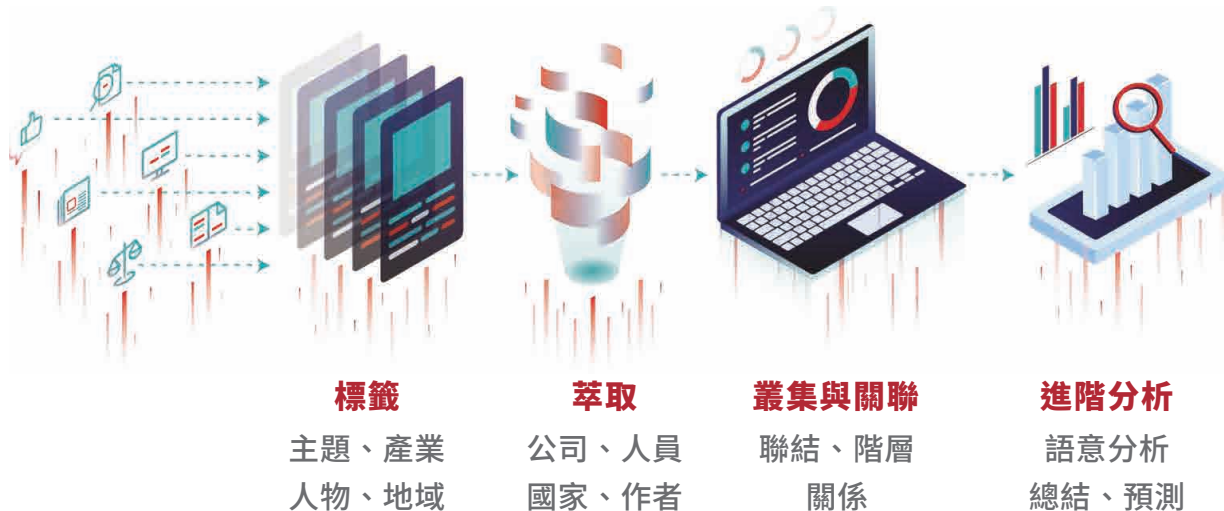 標籤
主題、產業
人物、地域
萃取
公司、人員
國家、作者
叢集與關聯
聯結、階層
關係
進階分析
語意分析
總結、預測